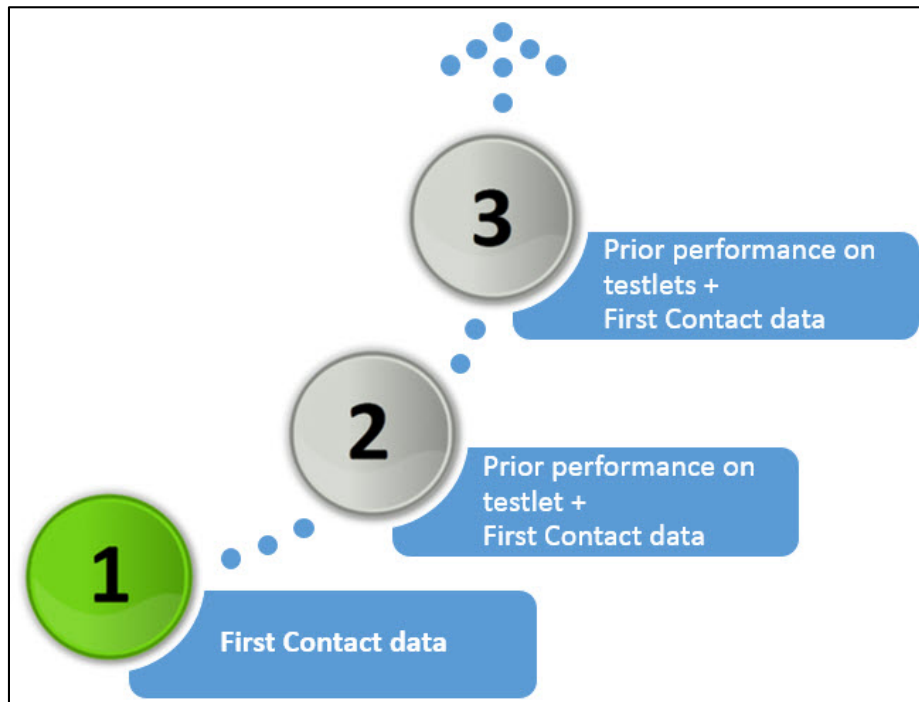 3
Prior performance on
testlets +
First Contact data
2
Prior performance on
testlet +
First Contact data
1
First Contact data